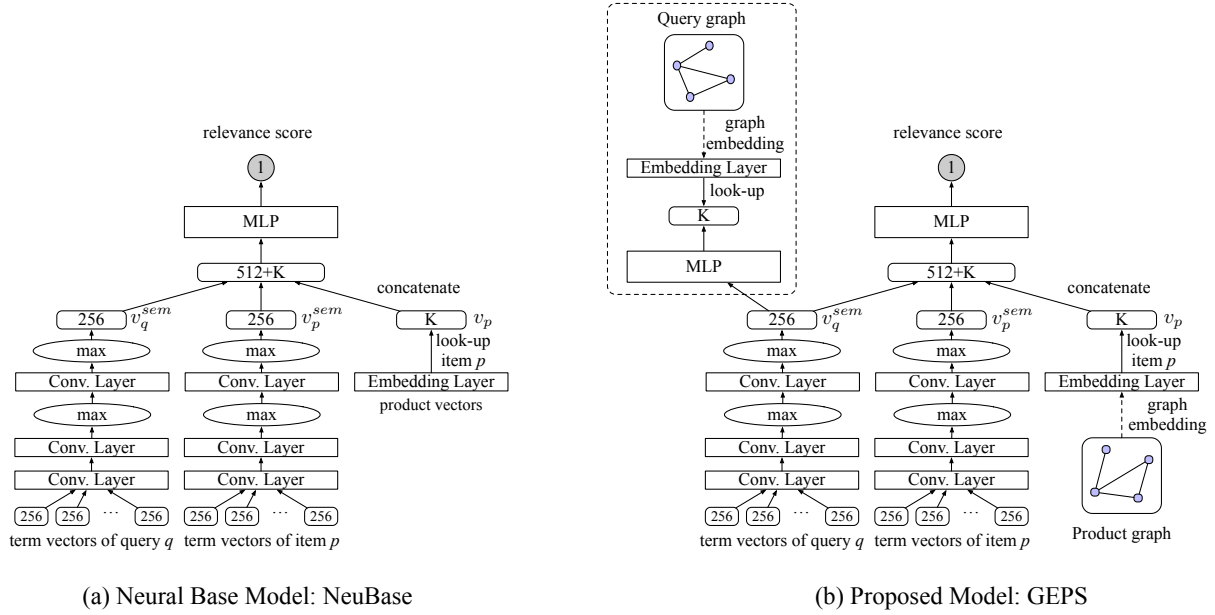 relevance score
1
MLP
512+K
concatenate
256 v_q^{sem}
256 v_p^{sem}
K v_p
max
max
look-up
item p
Conv. Layer
Conv. Layer
Embedding Layer
product vectors
max
max
Conv. Layer
Conv. Layer
Conv. Layer
Conv. Layer
256 256 ... 256
256 256 ... 256
term vectors of query q
term vectors of item p
(a) Neural Base Model: NeuBase
Query graph
graph
embedding
Embedding Layer
look-up
K
MLP
relevance score
1
MLP
512+K
concatenate
256 v_q^{sem}
256 v_p^{sem}
K v_p
max
max
look-up
item p
Conv. Layer
Conv. Layer
Embedding Layer
max
max
graph
embedding
Conv. Layer
Conv. Layer
Conv. Layer
Conv. Layer
256 256 ... 256
256 256 ... 256
term vectors of query q
term vectors of item p
Product graph
(b) Proposed Model: GEPS